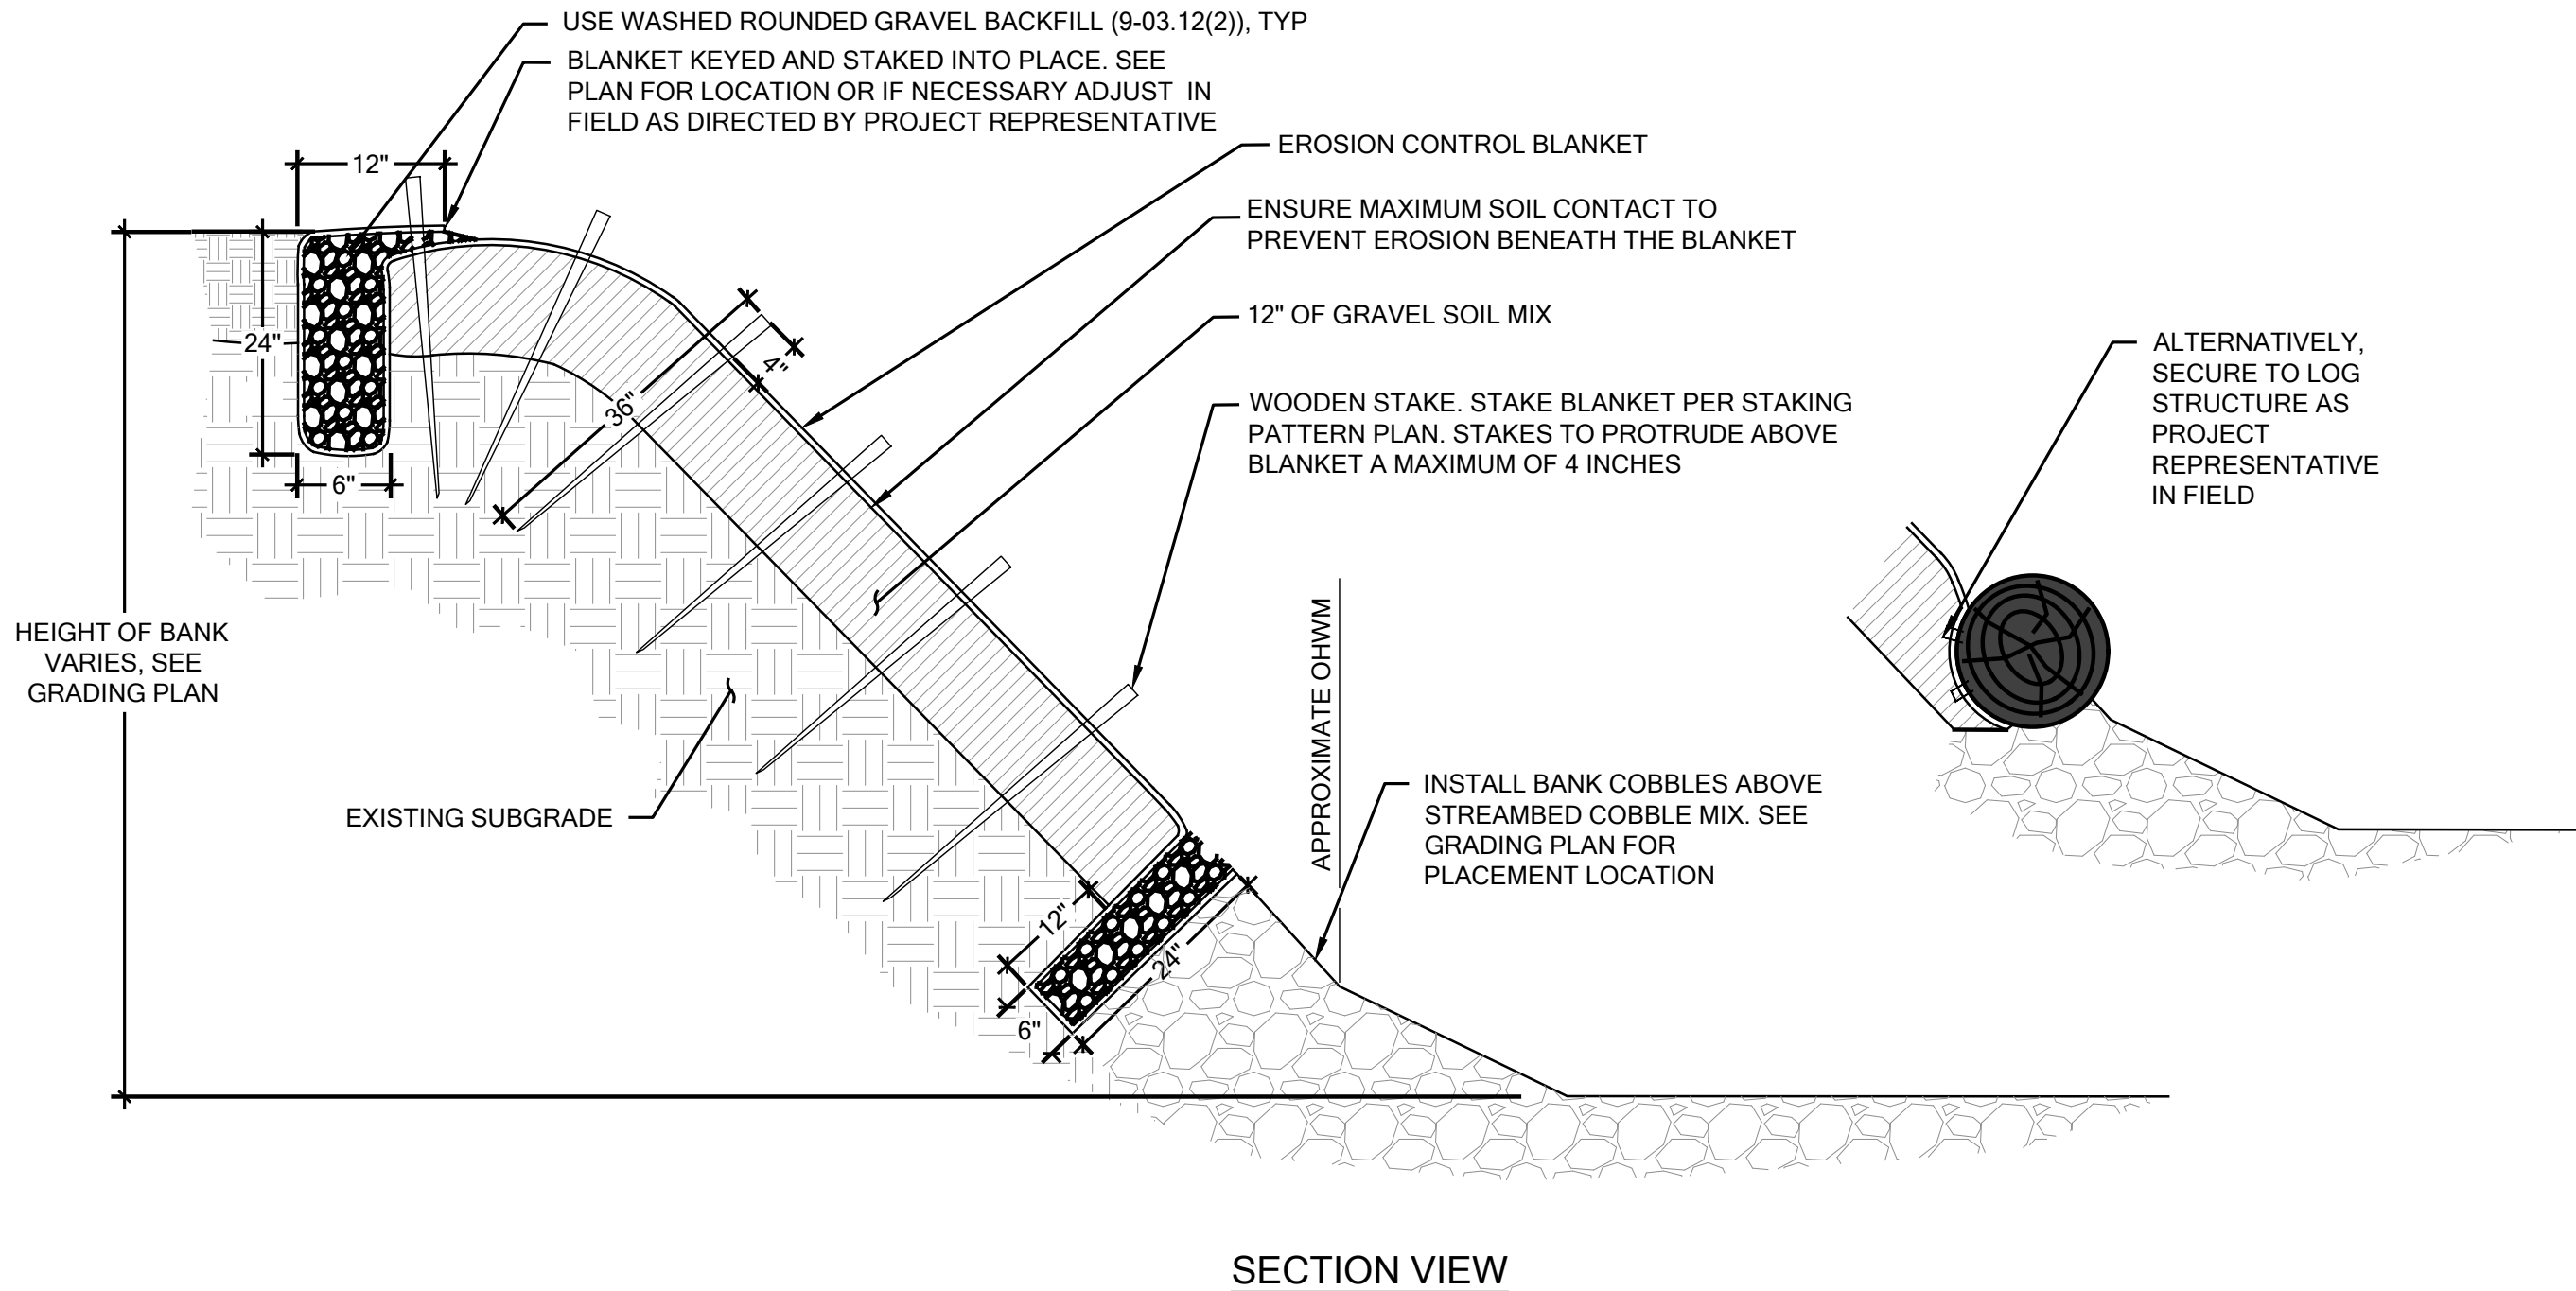 USE WASHED ROUNDED GRAVEL BACKFILL (9-03.12(2)), TYP
BLANKET KEYED AND STAKED INTO PLACE. SEE
PLAN FOR LOCATION OR IF NECESSARY ADJUST IN
FIELD AS DIRECTED BY PROJECT REPRESENTATIVE
EROSION CONTROL BLANKET
12"
ENSURE MAXIMUM SOIL CONTACT TO
PREVENT EROSION BENEATH THE BLANKET
12" OF GRAVEL SOIL MIX
24"
4"
36"
6"
WOODEN STAKE. STAKE BLANKET PER STAKING
PATTERN PLAN. STAKES TO PROTRUDE ABOVE
BLANKET A MAXIMUM OF 4 INCHES
ALTERNATIVELY,
SECURE TO LOG
STRUCTURE AS
PROJECT
REPRESENTATIVE
IN FIELD
HEIGHT OF BANK
VARIES, SEE
GRADING PLAN
APPROXIMATE OHWM
EXISTING SUBGRADE
INSTALL BANK COBBLES ABOVE
STREAMBED COBBLE MIX. SEE
GRADING PLAN FOR
PLACEMENT LOCATION
12"
24"
6"
SECTION VIEW